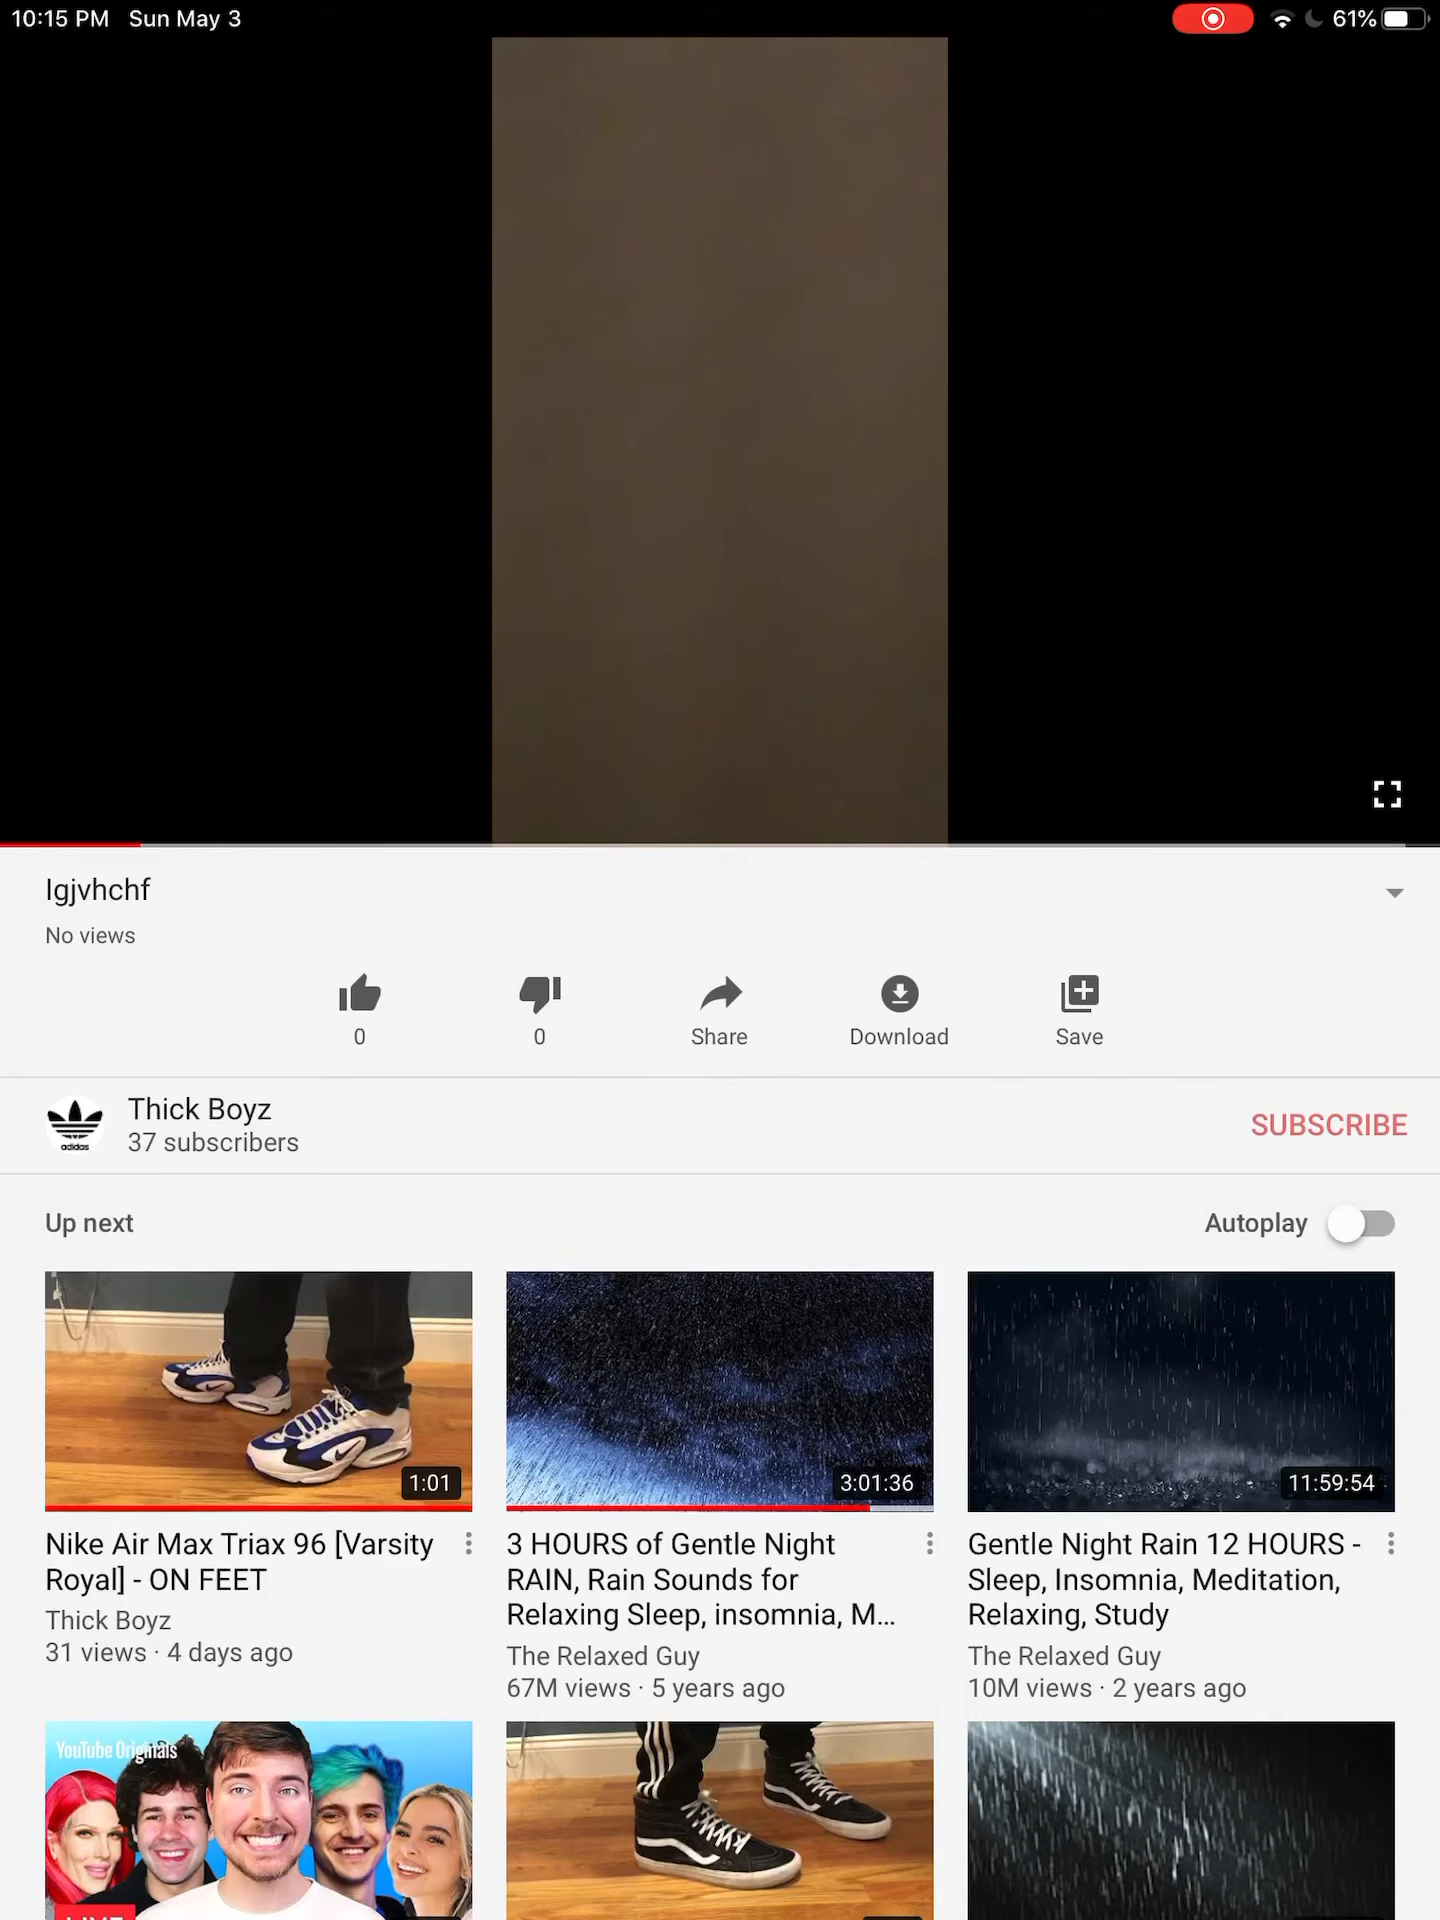 10:15 PM Sun May 3
61%
Igjvhchf
No views
0
0
Share
Download
Save
adidas
Thick Boyz
37 subscribers
SUBSCRIBE
Up next
Autoplay
1:01
3:01:36
11:59:54
Nike Air Max Triax 96 [Varsity
Royal] - ON FEET
Thick Boyz
31 views · 4 days ago
3 HOURS of Gentle Night
RAIN, Rain Sounds for
Relaxing Sleep, insomnia, M...
The Relaxed Guy
67M views · 5 years ago
Gentle Night Rain 12 HOURS -
Sleep, Insomnia, Meditation,
Relaxing, Study
The Relaxed Guy
10M views · 2 years ago
YouTube Originals
LIVE